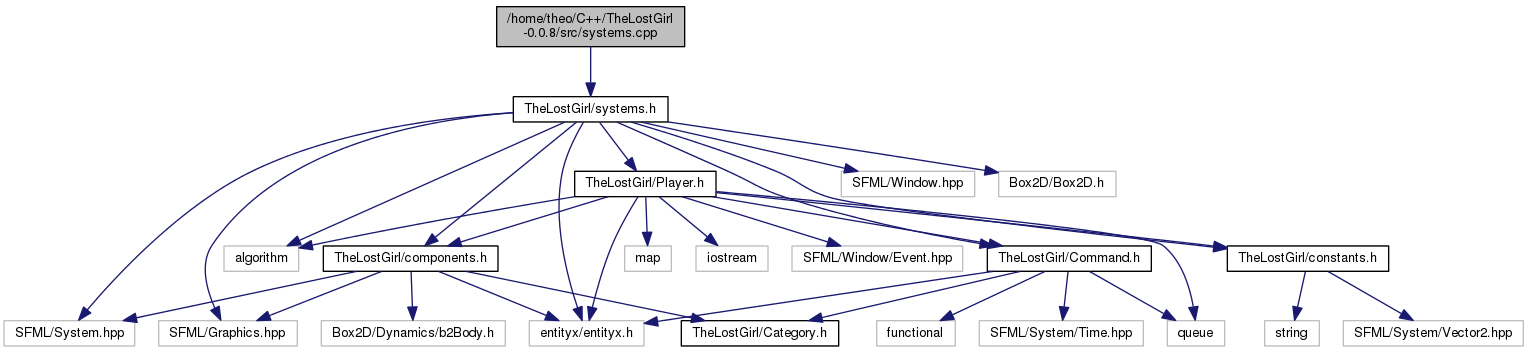 /home/theo/C++/TheLostGirl
-0.0.8/src/systems.cpp
TheLostGirl/systems.h
TheLostGirl/Player.h
SFML/Window.hpp
Box2D/Box2D.h
algorithm
TheLostGirl/components.h
map
iostream
SFML/Window/Event.hpp
TheLostGirl/Command.h
TheLostGirl/constants.h
SFML/System.hpp
SFML/Graphics.hpp
Box2D/Dynamics/b2Body.h
entityx/entityx.h
TheLostGirl/Category.h
functional
SFML/System/Time.hpp
queue
string
SFML/System/Vector2.hpp